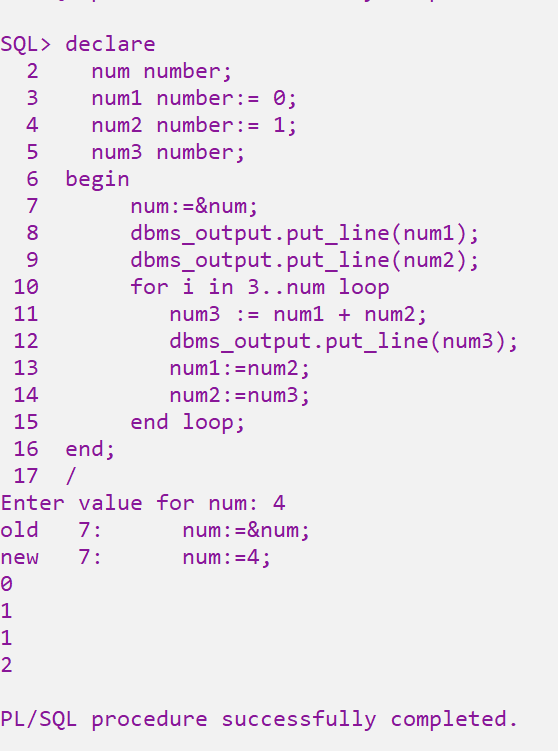 SQL> declare
  2    num number;
  3    num1 number:= 0;
  4    num2 number:= 1;
  5    num3 number;
  6  begin
  7       num:=&num;
  8       dbms_output.put_line(num1);
  9       dbms_output.put_line(num2);
 10       for i in 3..num loop
 11          num3 := num1 + num2;
 12          dbms_output.put_line(num3);
 13          num1:=num2;
 14          num2:=num3;
 15       end loop;
 16  end;
 17  /
Enter value for num: 4
old   7:      num:=&num;
new   7:      num:=4;
0
1
1
2
PL/SQL procedure successfully completed.